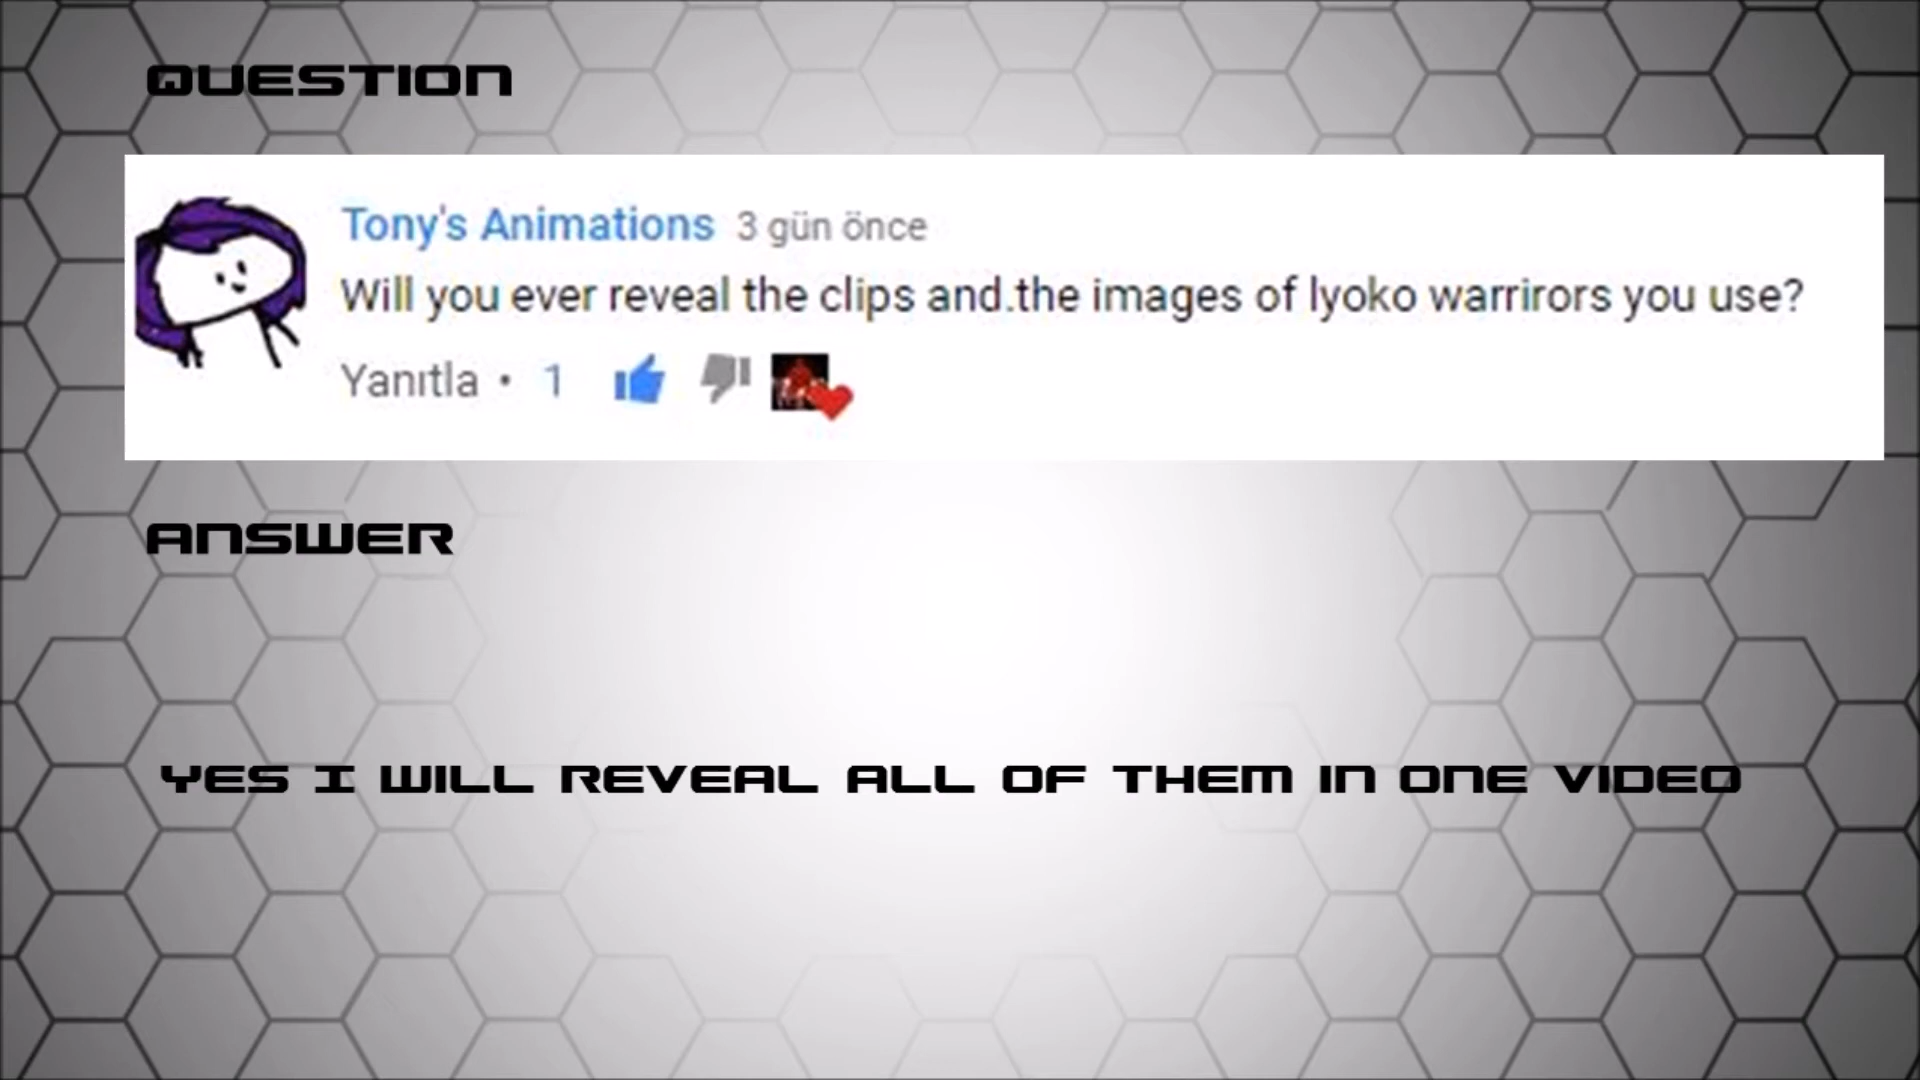 QUESTION
Tony's Animations 3 gün önce
Will you ever reveal the clips and.the images of lyoko warrirors you use?
Yanıtla • 1
ANSWER
YES I WILL REVEAL ALL OF THEM IN ONE VIDEO